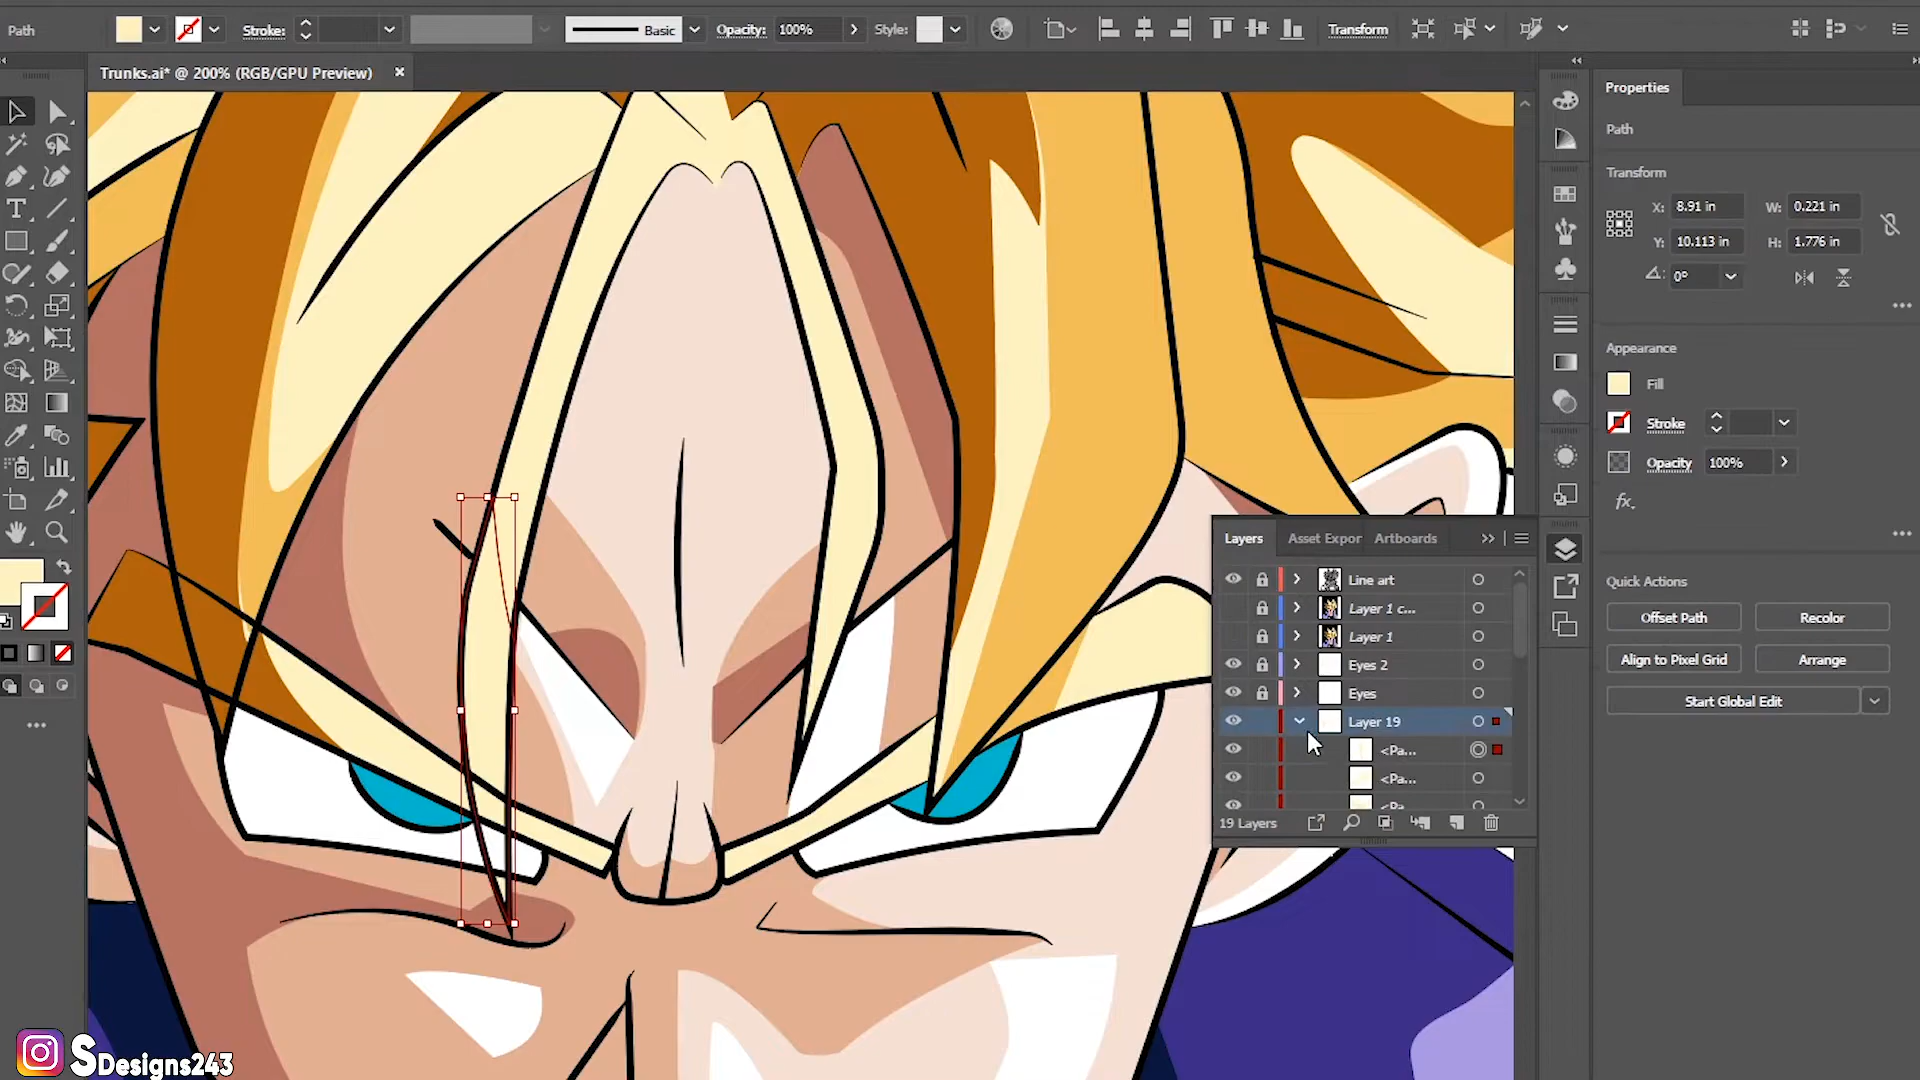 Path
Stroke:
Basic
Opacity:
100%
Style:
Transform
Trunks.ai* @ 200% (RGB/GPU Preview)
Properties
Path
Transform
X:
8.91 in
W:
0.221 in
Y:
10.113 in
H:
1.776 in
0°
Appearance
Fill
Stroke
Opacity
100%
fx.
Quick Actions
Offset Path
Recolor
Align to Pixel Grid
Arrange
Start Global Edit
Layers
Asset Expor
Artboards
Line art
Layer 1 c...
Layer 1
Eyes 2
Eyes
Layer 19
<Pa...
<Pa...
<Pa
19 Layers
SDesigns243